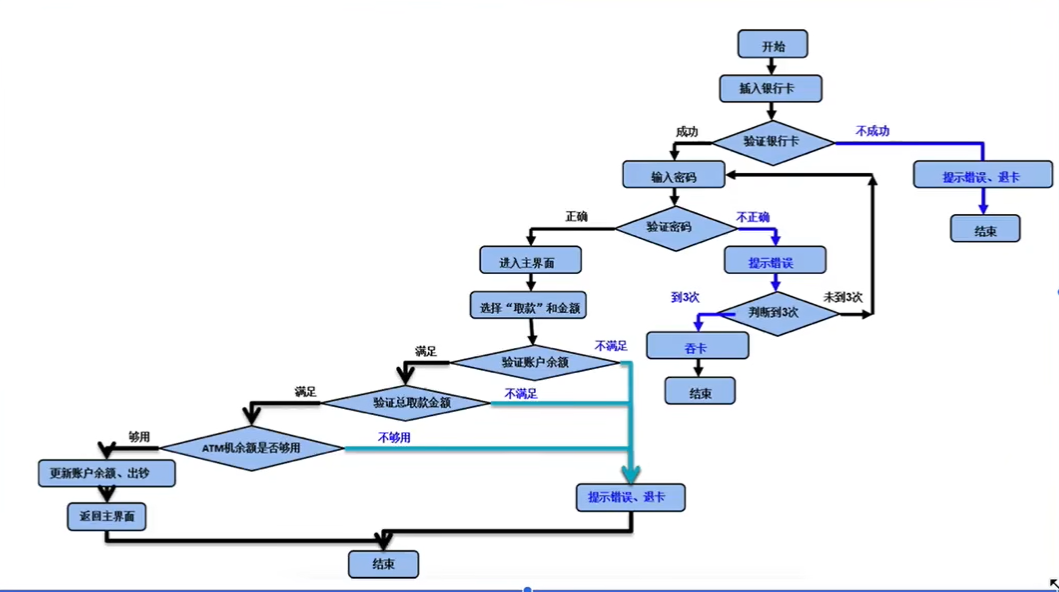 开始
插入银行卡
验证银行卡
成功
不成功
输入密码
提示错误、退卡
验证密码
正确
不正确
结束
进入主界面
提示错误
选择“取款”和金额
判断到3次
到3次
未到3次
吞卡
结束
验证账户余额
满足
不满足
验证总取款金额
满足
不满足
ATM机余额是否够用
够用
不够用
更新账户余额、出钞
提示错误、退卡
返回主界面
结束